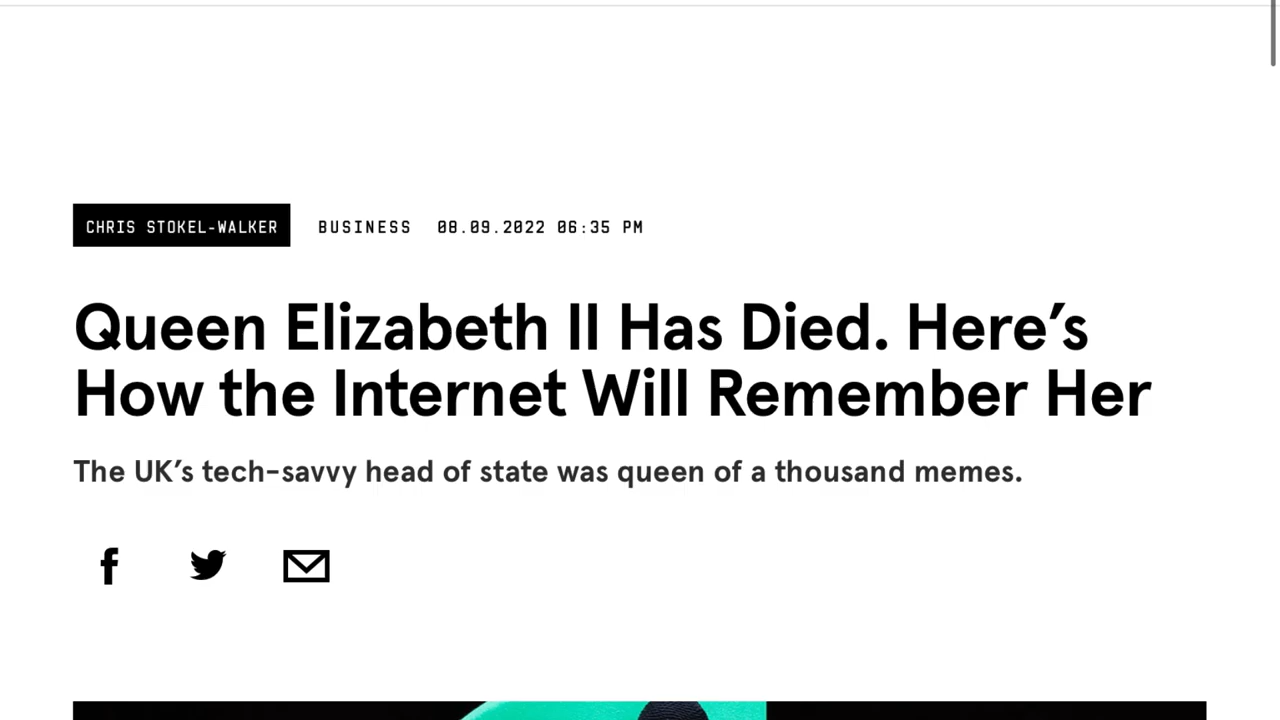 CHRIS STOKEL-WALKER BUSINESS 08.09.2022 06:35 PM
Queen Elizabeth II Has Died. Here’s
How the Internet Will Remember Her
The UK’s tech-savvy head of state was queen of a thousand memes.